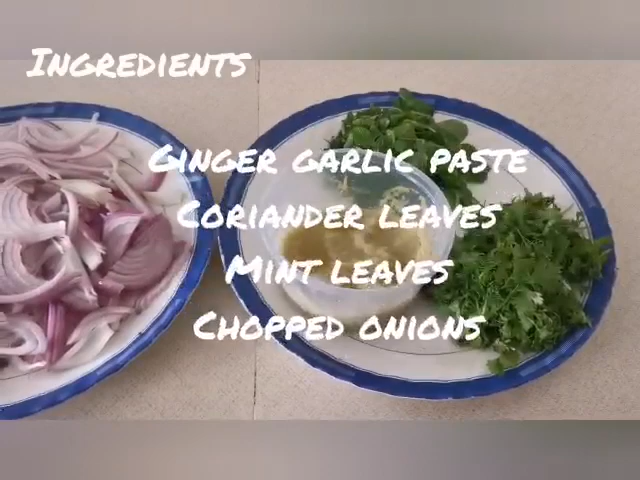 Ingredients
Ginger garlic paste
Coriander leaves
Mint leaves
Chopped onions